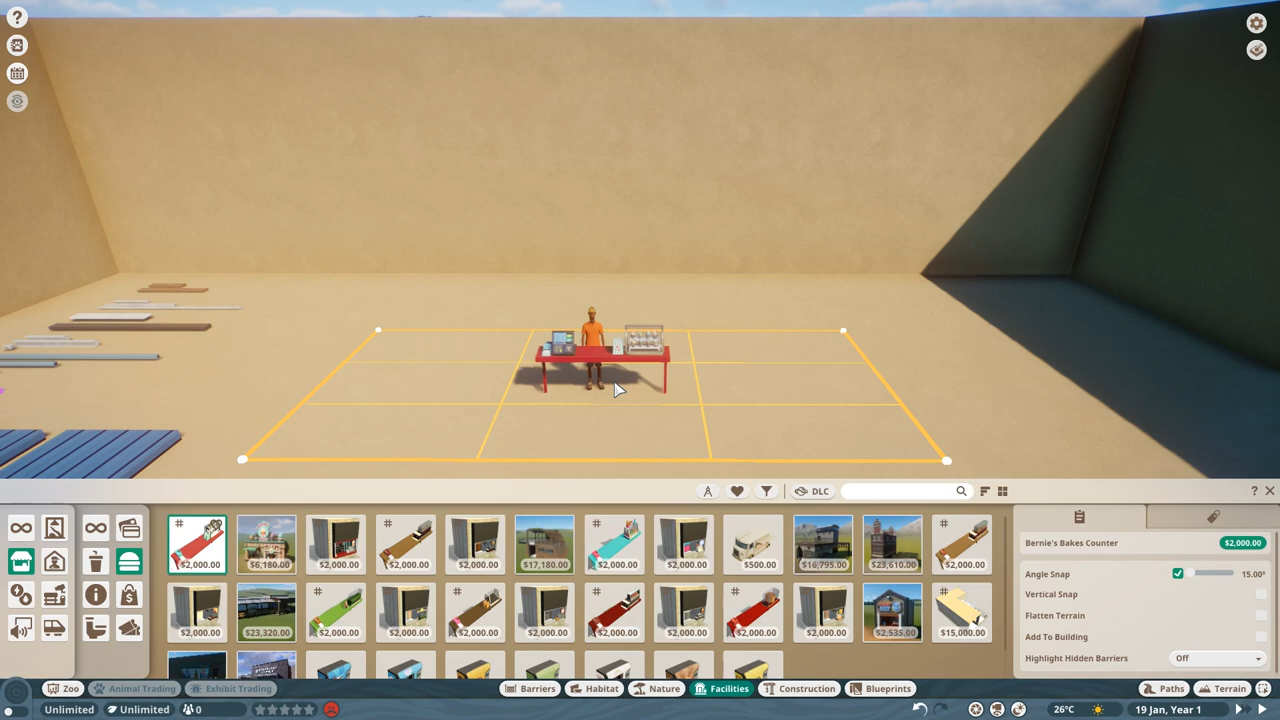 ?
DLC
? ×
# $2,000.00
$6,180.00
$2,000.00
# $2,000.00
$2,000.00
$17,180.00
# $2,000.00
$2,000.00
$500.00
$16,795.00
$23,610.00
# $2,000.00
$2,000.00
$23,320.00
# $2,000.00
$2,000.00
# $2,000.00
$2,000.00
# $2,000.00
$2,000.00
# $2,000.00
$2,000.00
$2,535.00
# $15,000.00
Bernie's Bakes Counter $2,000.00
Angle Snap 15.00°
Vertical Snap
Flatten Terrain
Add To Building
Highlight Hidden Barriers Off
Zoo Animal Trading Exhibit Trading Barriers Habitat Nature Facilities Construction Blueprints Paths Terrain
Unlimited Unlimited 0 26°C 19 Jan, Year 1